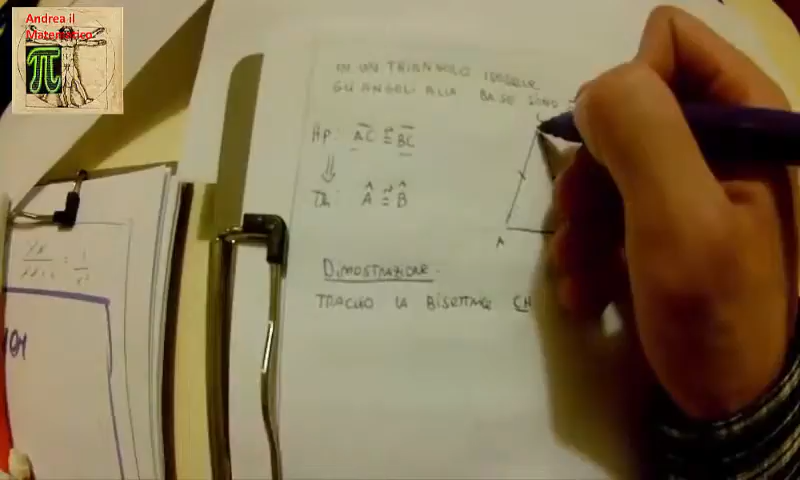 Andrea il
Matematico
π
IN UN TRIANGOLO ISOSCELE
GLI ANGOLI ALLA BASE SONO
Hp: AC ≅ BC
⇓
Th: Â ≅ B̂
A
DIMOSTRAZIONE.
TRACCIO LA BISETTRICE CH